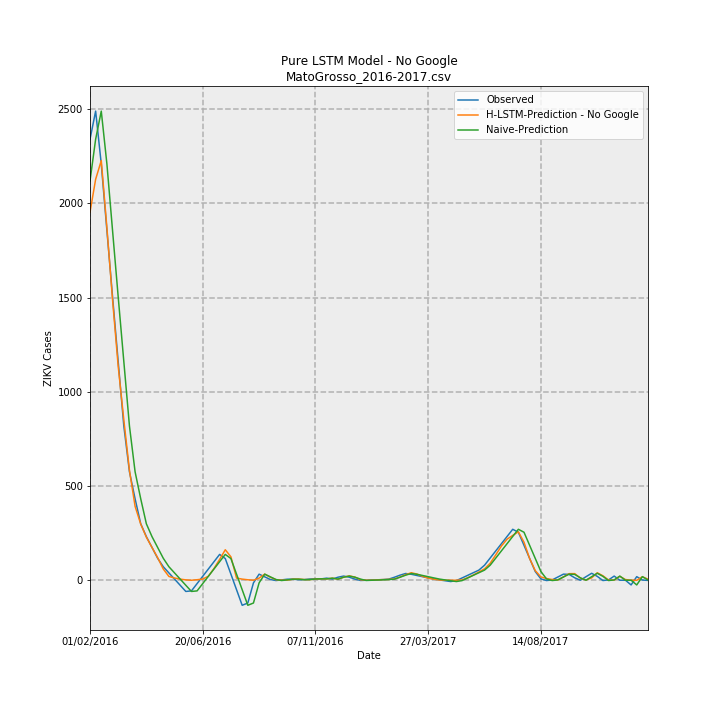 Pure LSTM Model - No Google
MatoGrosso_2016-2017.csv
Observed
H-LSTM-Prediction - No Google
Naive-Prediction
2500
2000
1500
1000
500
0
ZIKV Cases
01/02/2016
20/06/2016
07/11/2016
27/03/2017
14/08/2017
Date